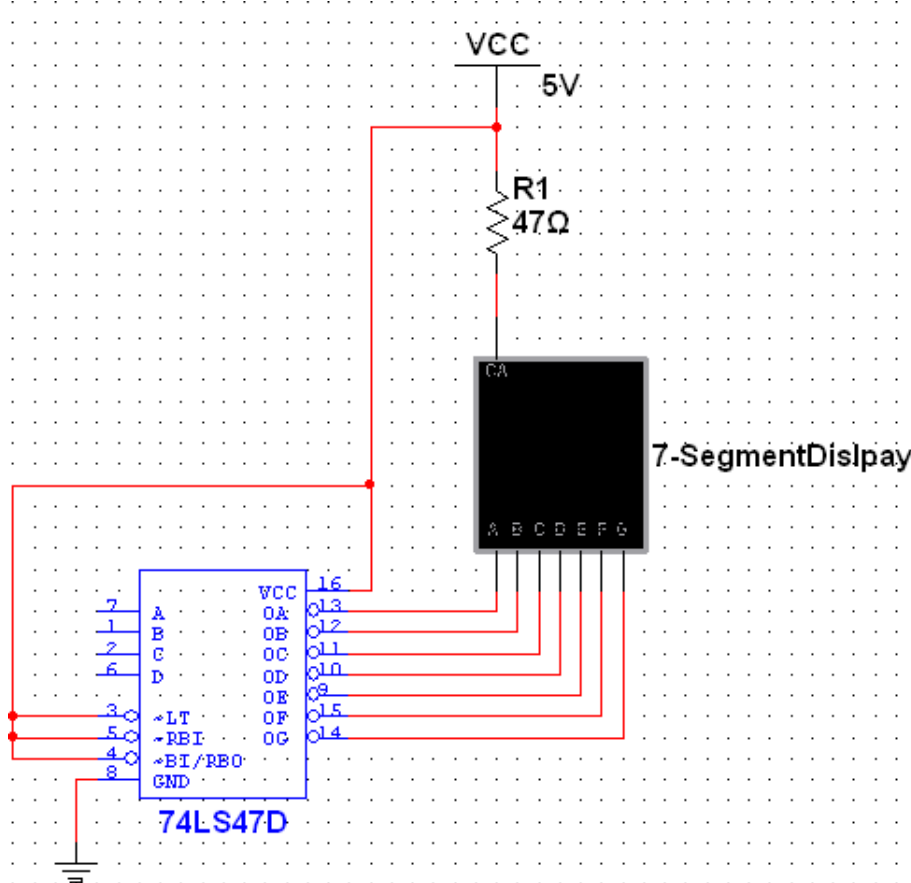 VCC
5V
R1
47Ω
CA
7-SegmentDislpay
A B C D E F G
VCC 16
7 A OA 13
1 B OB 12
2 C OC 11
6 D OD 10
OE 9
3 ~LT OF 15
5 ~RBI OG 14
4 ~BI/RBO
8 GND
74LS47D